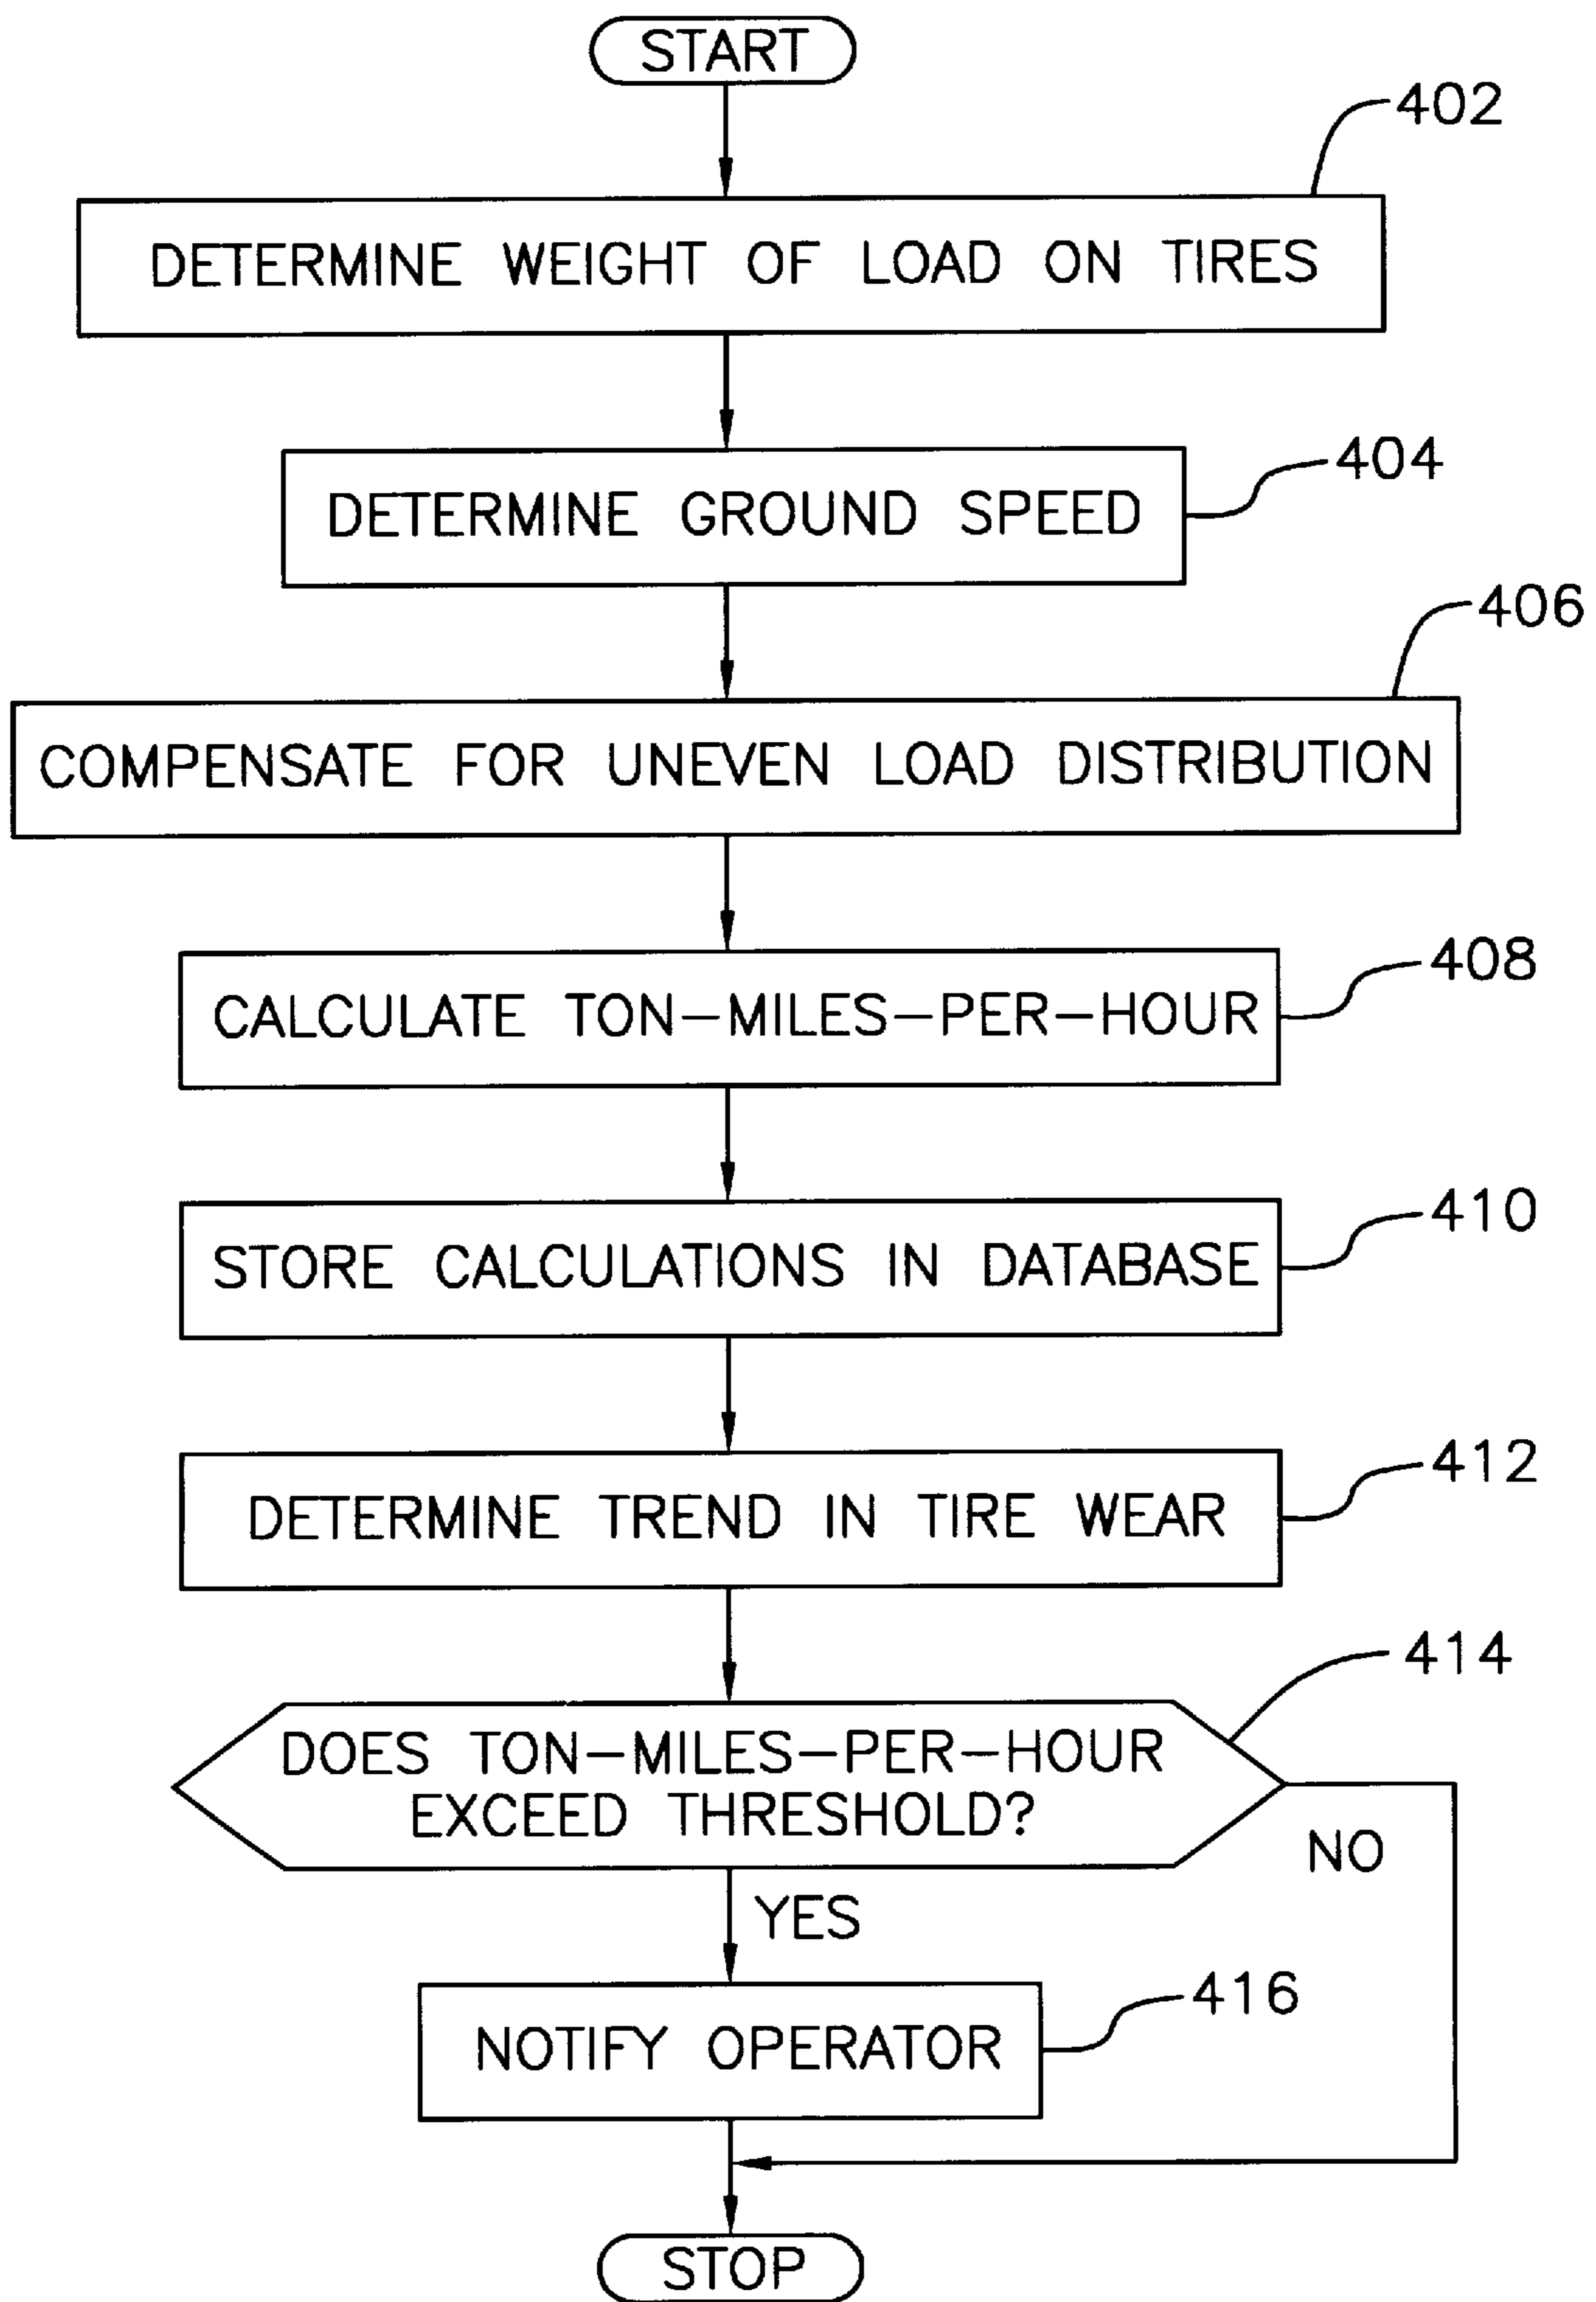 START
402
DETERMINE WEIGHT OF LOAD ON TIRES
404
DETERMINE GROUND SPEED
406
COMPENSATE FOR UNEVEN LOAD DISTRIBUTION
408
CALCULATE TON-MILES-PER-HOUR
410
STORE CALCULATIONS IN DATABASE
412
DETERMINE TREND IN TIRE WEAR
414
DOES TON-MILES-PER-HOUR
EXCEED THRESHOLD?
NO
YES
416
NOTIFY OPERATOR
STOP